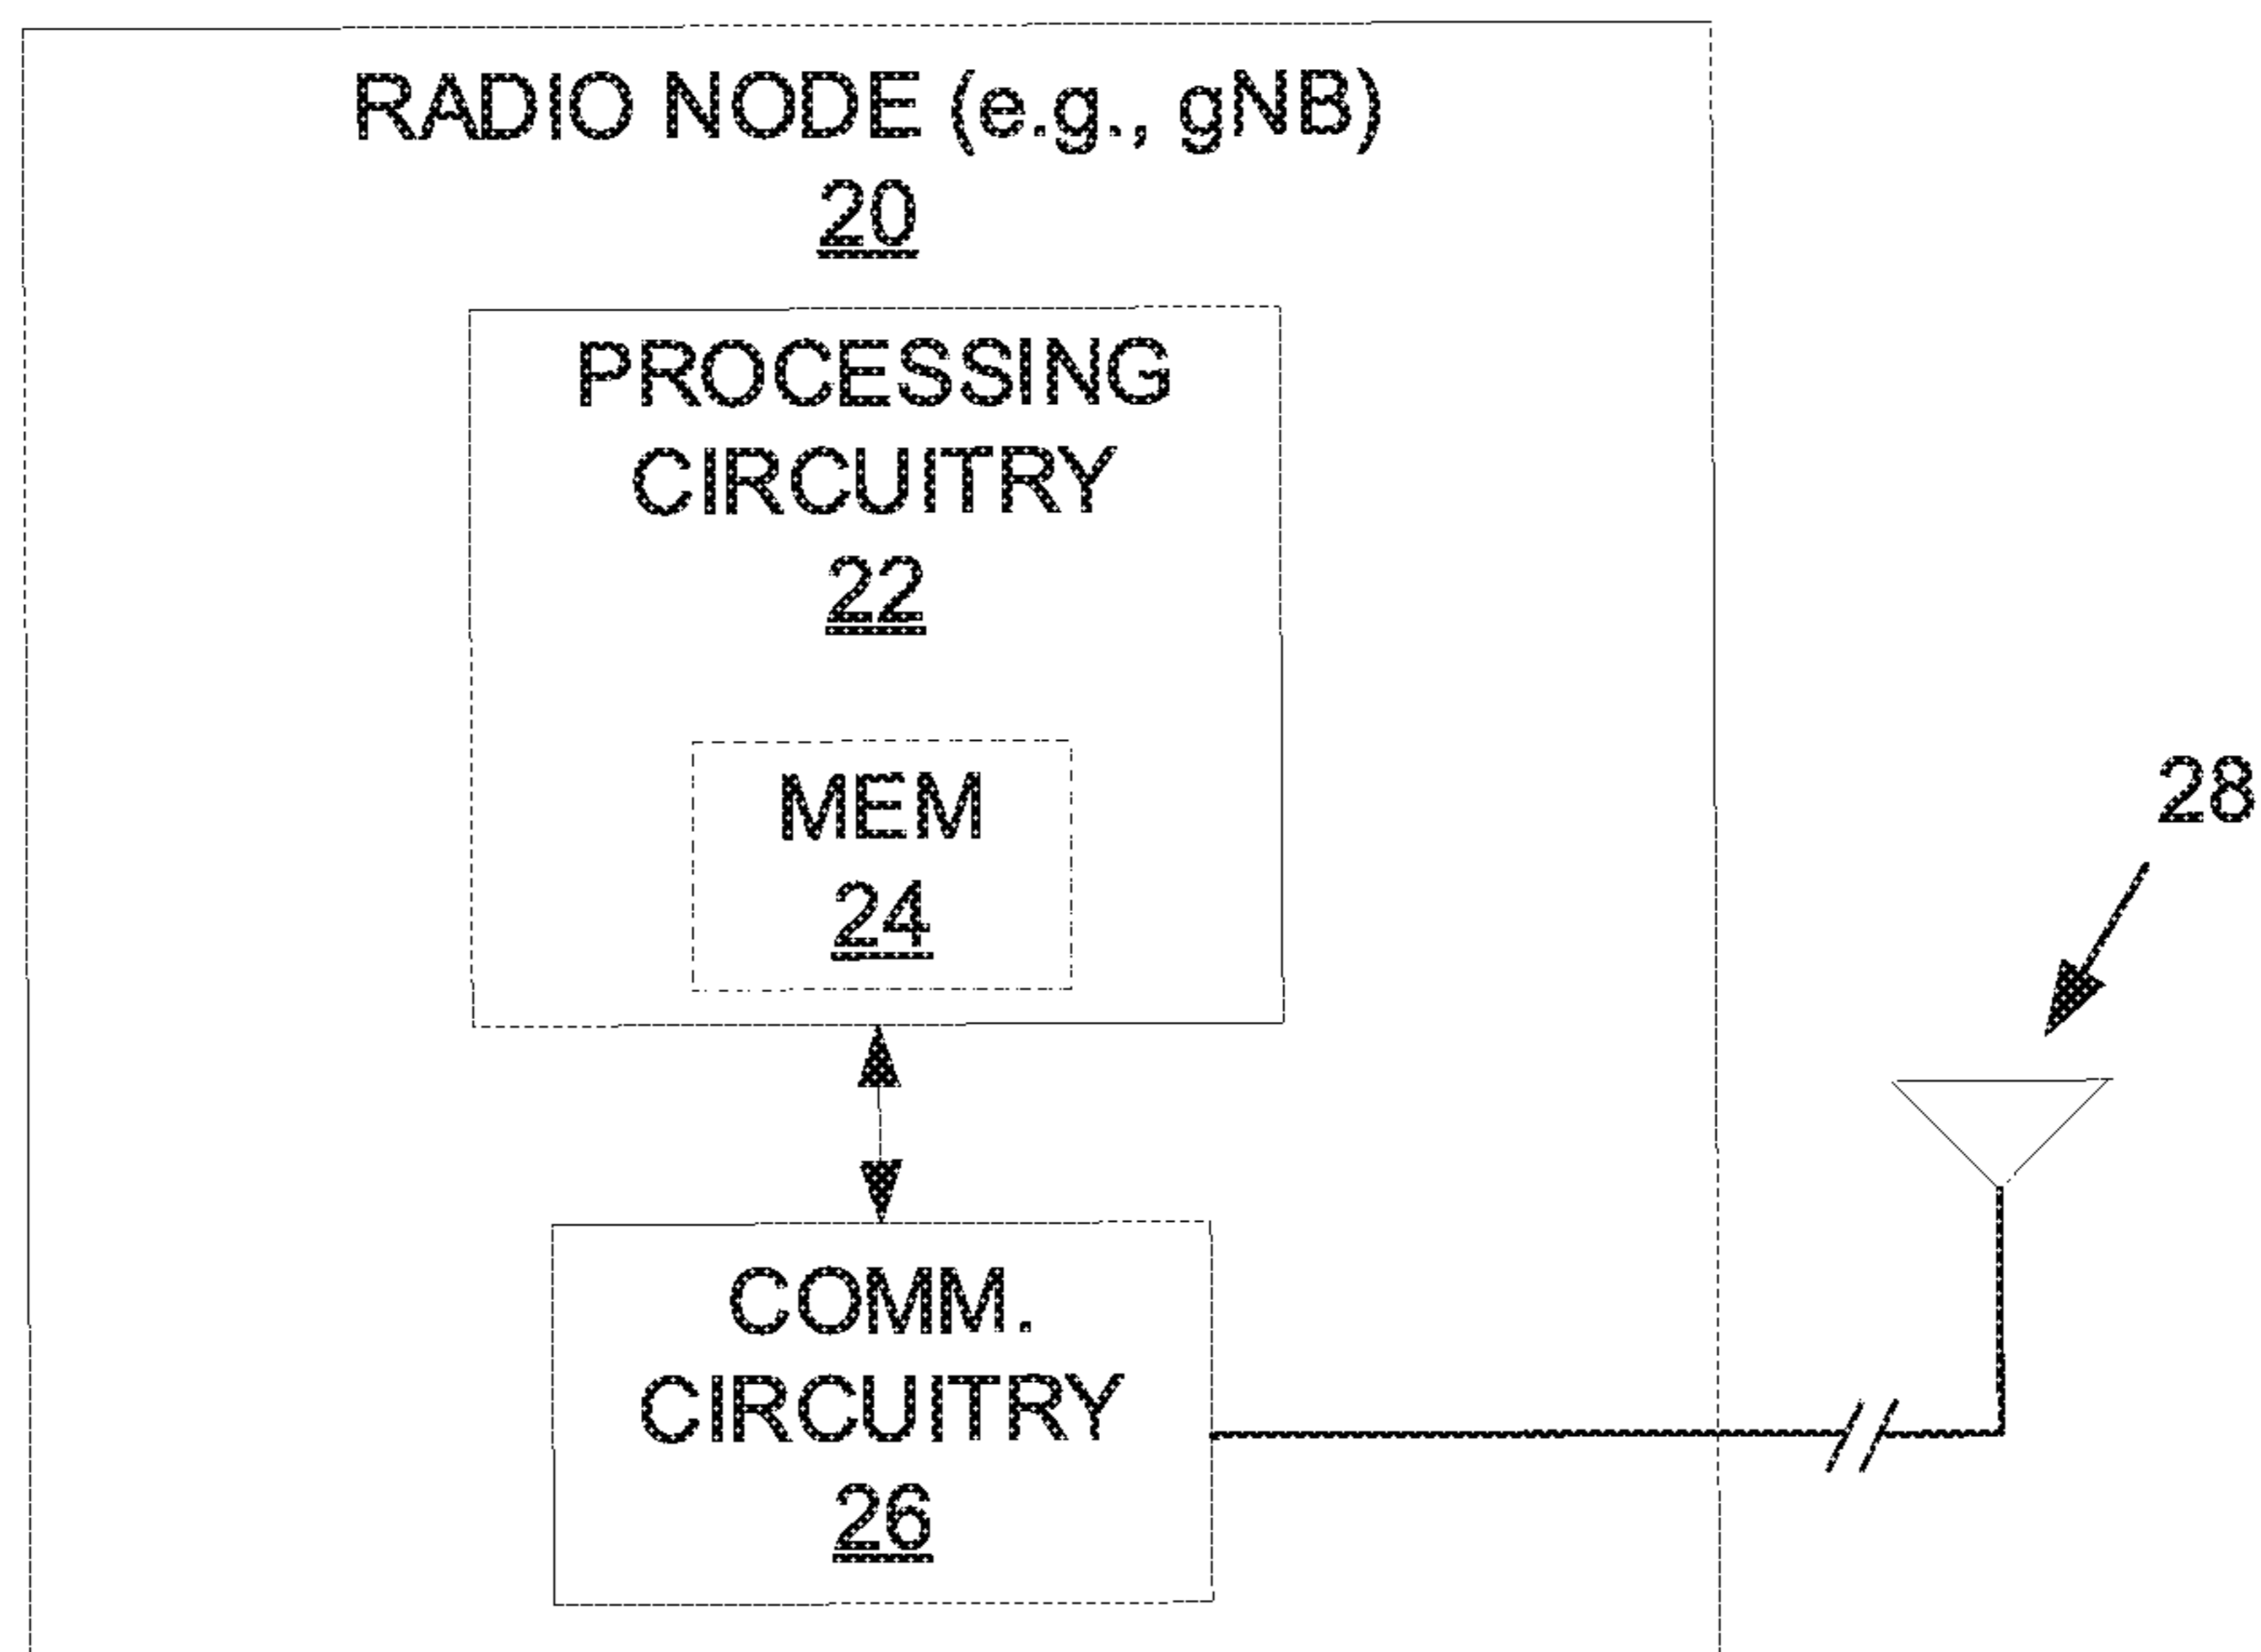 RADIO NODE (e.g., gNB)
20
PROCESSING
CIRCUITRY
22
MEM
24
28
COMM.
CIRCUITRY
26